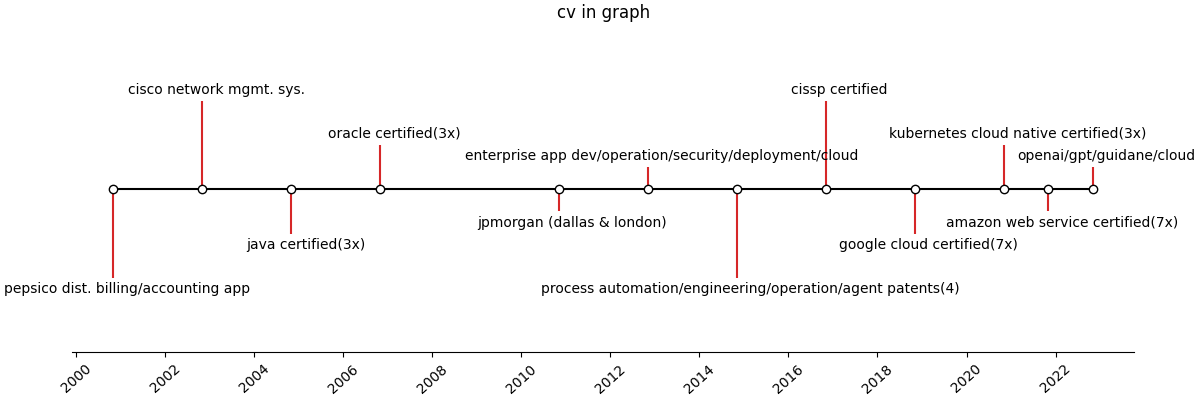 cv in graph
cisco network mgmt. sys.
cissp certified
oracle certified(3x)
kubernetes cloud native certified(3x)
enterprise app dev/operation/security/deployment/cloud
openai/gpt/guidane/cloud
jpmorgan (dallas & london)
amazon web service certified(7x)
java certified(3x)
google cloud certified(7x)
pepsico dist. billing/accounting app
process automation/engineering/operation/agent patents(4)
2000
2002
2004
2006
2008
2010
2012
2014
2016
2018
2020
2022